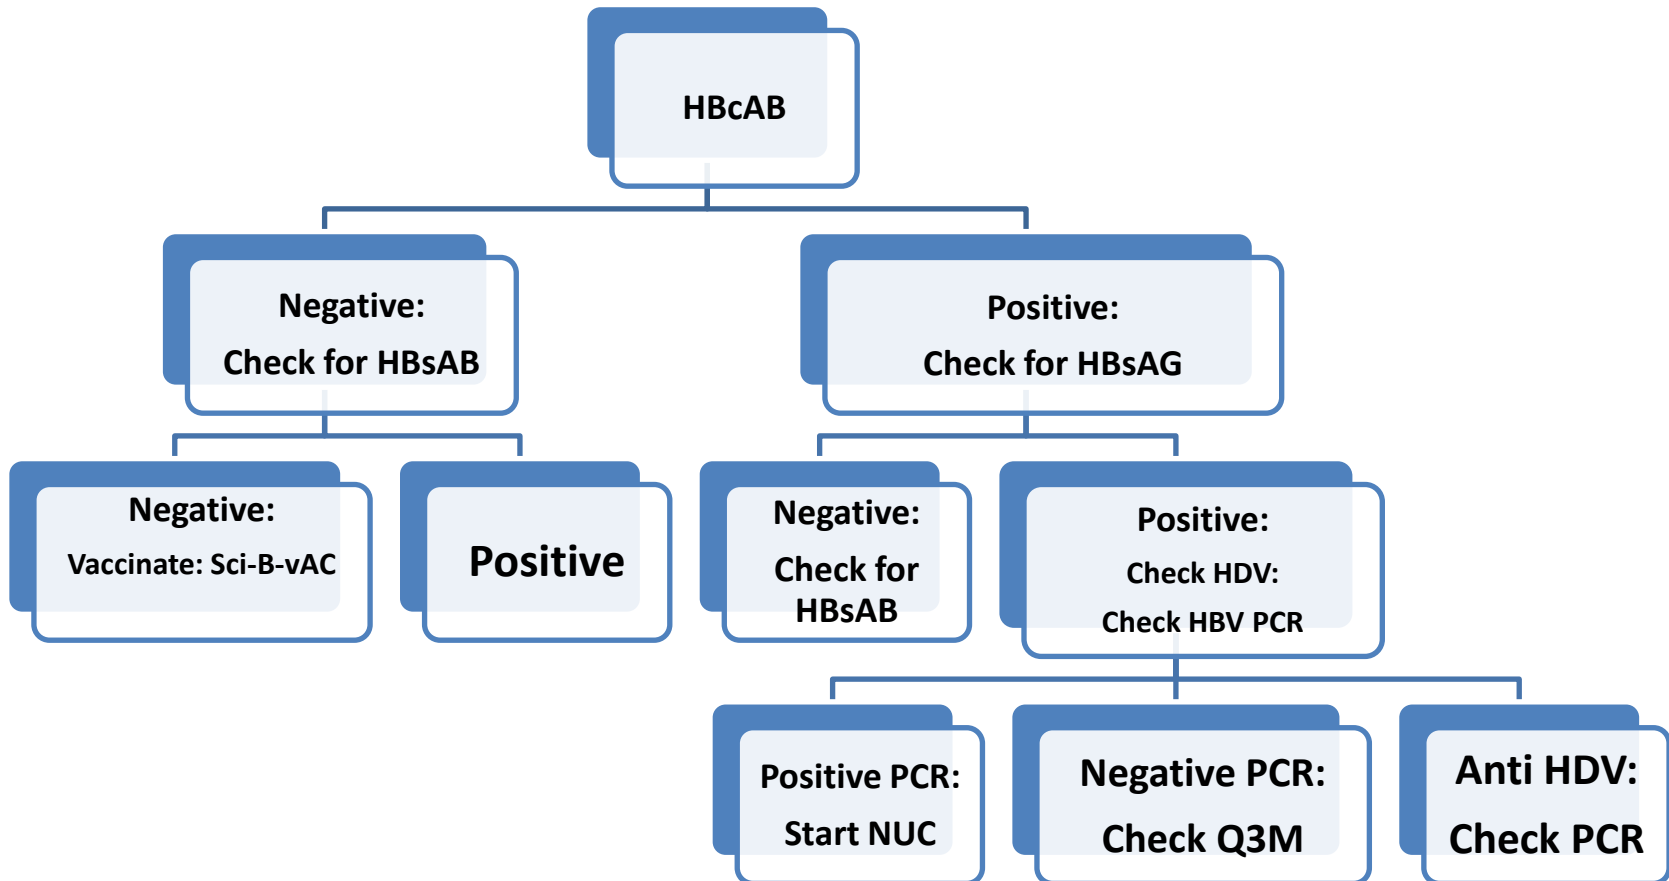 HBcAB
Negative:
Check for HBsAB
Positive:
Check for HBsAG
Negative:
Vaccinate: Sci-B-vAC
Positive
Negative:
Check for
HBsAB
Positive:
Check HDV:
Check HBV PCR
Positive PCR:
Start NUC
Negative PCR:
Check Q3M
Anti HDV:
Check PCR